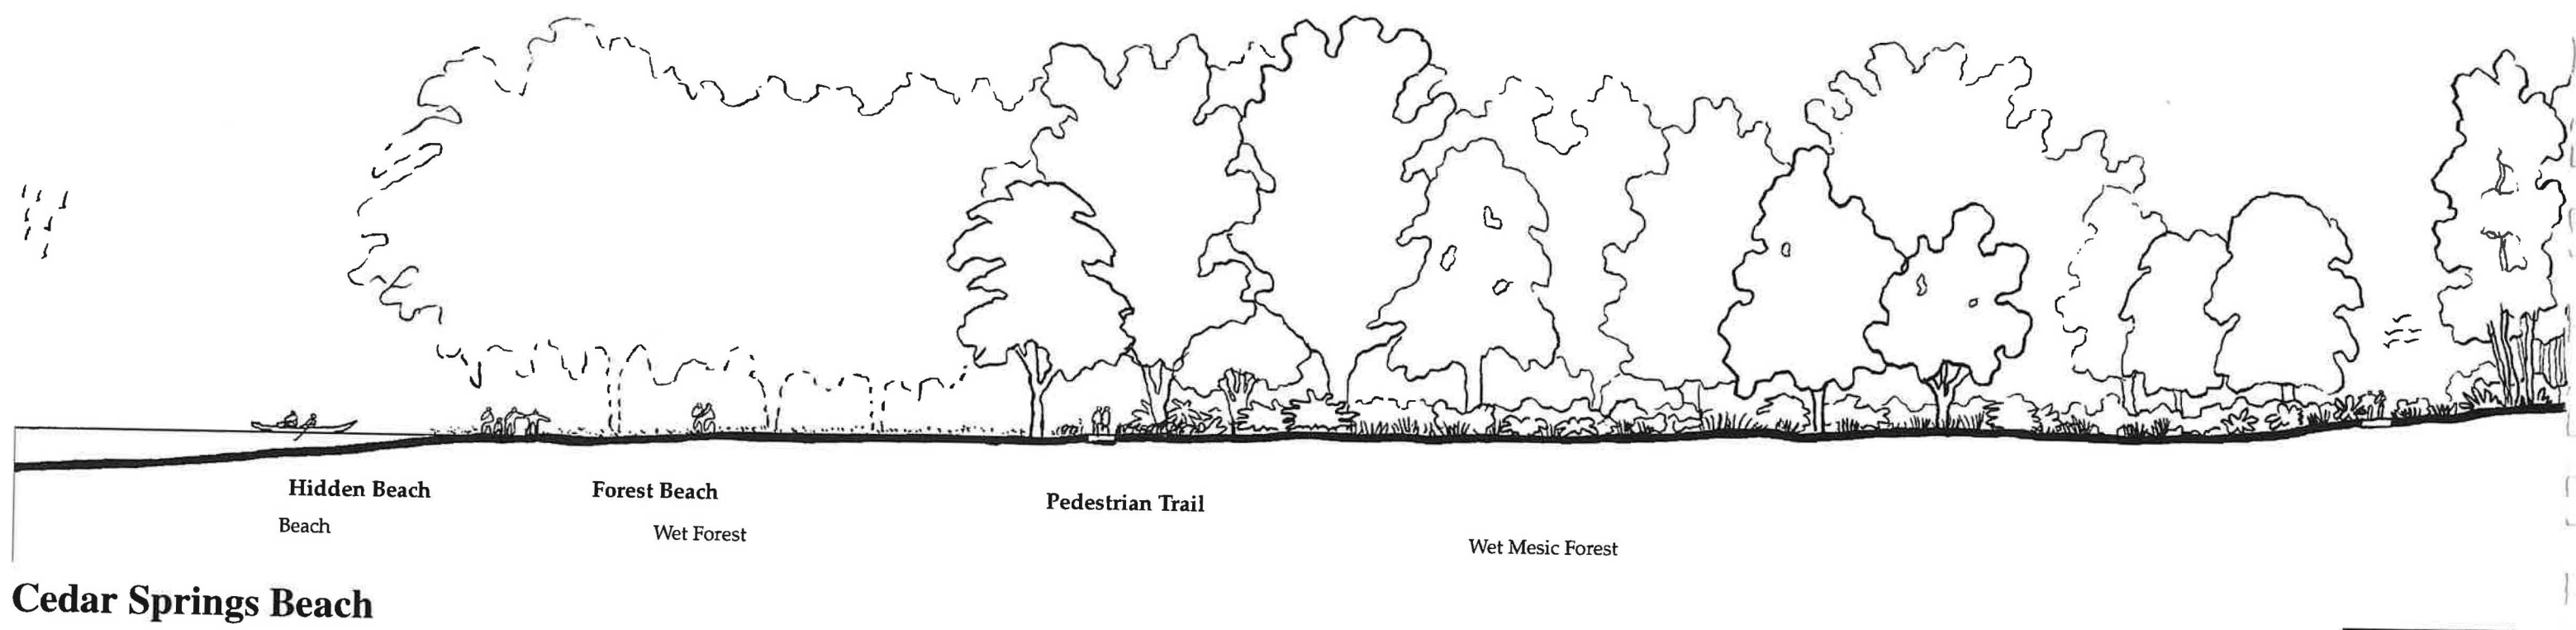 Hidden Beach
Forest Beach
Pedestrian Trail
Beach
Wet Forest
Wet Mesic Forest
Cedar Springs Beach